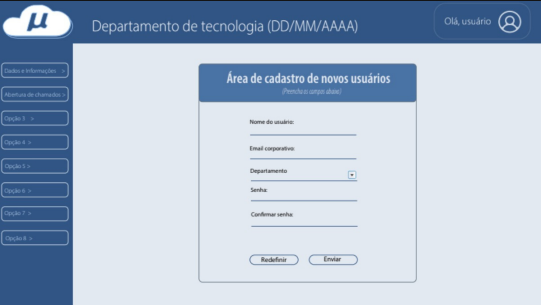 µ
Departamento de tecnologia (DD/MM/AAAA)
Olá, usuário
Dados e Informações >
Abertura de chamados >
Opção 3 >
Opção 4 >
Opção 5 >
Opção 6 >
Opção 7 >
Opção 8 >
Área de cadastro de novos usuários
(Preencha os campos abaixo)
Nome do usuário:
Email corporativo:
Departamento
Senha:
Confirmar senha:
Redefinir
Enviar